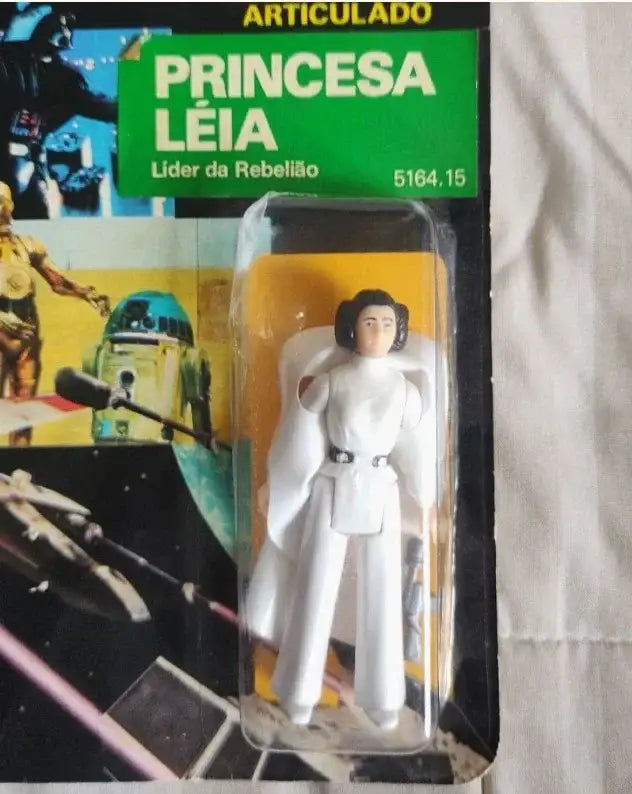 ARTICULADO
PRINCESA
LÉIA
Líder da Rebelião
5164.15